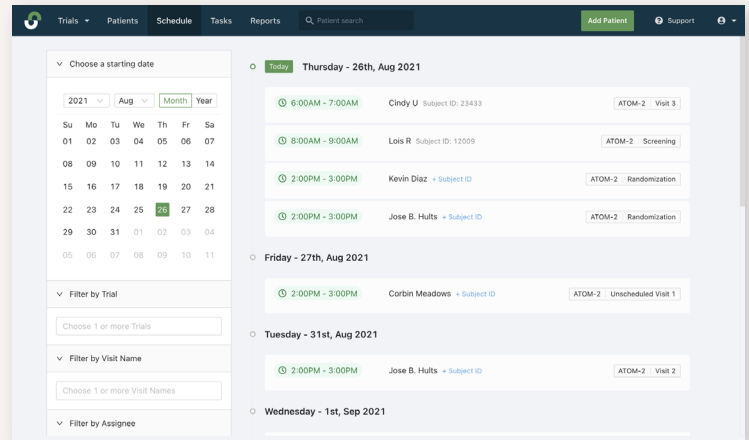 Trials Patients Schedule Tasks Reports Patient search Add Patient Support
Choose a starting date
2021 Aug Month Year
Su Mo Tu We Th Fr Sa
01 02 03 04 05 06 07
08 09 10 11 12 13 14
15 16 17 18 19 20 21
22 23 24 25 26 27 28
29 30 31 01 02 03 04
05 06 07 08 09 10 11
Filter by Trial
Choose 1 or more Trials
Filter by Visit Name
Choose 1 or more Visit Names
Filter by Assignee
Today Thursday - 26th, Aug 2021
6:00AM - 7:00AM Cindy U Subject ID: 23433 ATOM-2 Visit 3
8:00AM - 9:00AM Lois R Subject ID: 12009 ATOM-2 Screening
2:00PM - 3:00PM Kevin Diaz + Subject ID ATOM-2 Randomization
2:00PM - 3:00PM Jose B. Hults + Subject ID ATOM-2 Randomization
Friday - 27th, Aug 2021
2:00PM - 3:00PM Corbin Meadows + Subject ID ATOM-2 Unscheduled Visit 1
Tuesday - 31st, Aug 2021
2:00PM - 3:00PM Jose B. Hults + Subject ID ATOM-2 Visit 2
Wednesday - 1st, Sep 2021